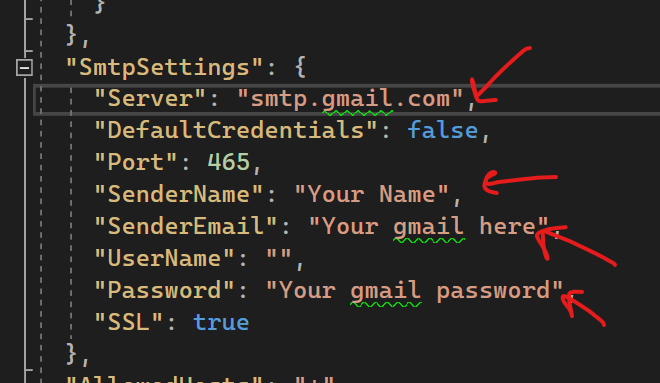 }
},
"SmtpSettings": {
"Server": "smtp.gmail.com",
"DefaultCredentials": false,
"Port": 465,
"SenderName": "Your Name",
"SenderEmail": "Your gmail here",
"UserName": "",
"Password": "Your gmail password",
"SSL": true
},
"AllowedHosts": "*"